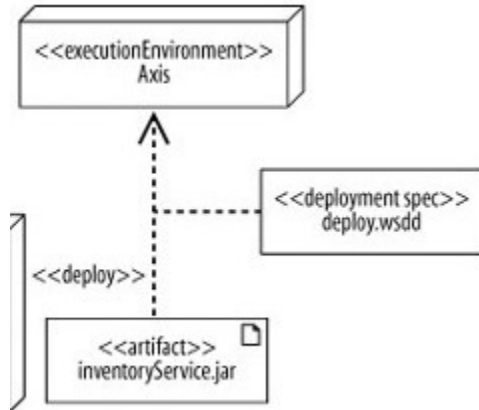 <<executionEnvironment>>
Axis
<<deployment spec>>
deploy.wsdd
<<deploy>>
<<artifact>>
inventoryService.jar